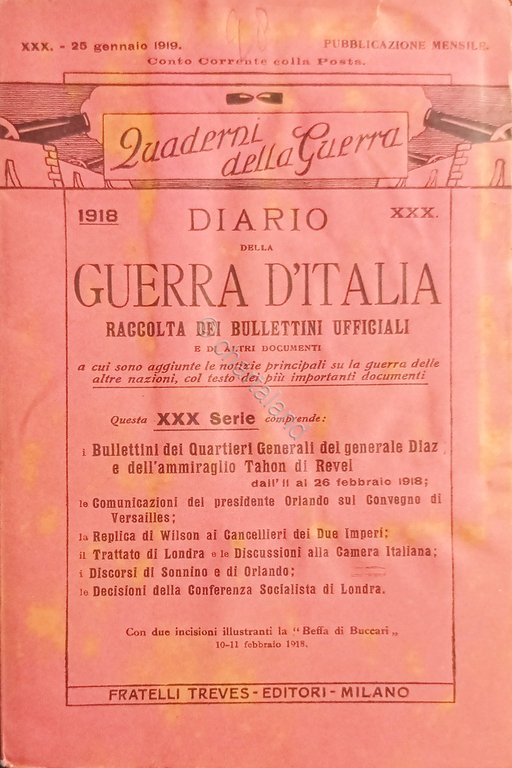 XXX. - 25 gennaio 1919. PUBBLICAZIONE MENSILE.
Conto Corrente colla Posta.
Quaderni
della Guerra
1918 DIARIO XXX.
DELLA
GUERRA D'ITALIA
RACCOLTA DEI BULLETTINI UFFICIALI
E DI ALTRI DOCUMENTI
a cui sono aggiunte le notizie principali su la guerra delle
altre nazioni, col testo dei più importanti documenti
Questa XXX Serie comprende:
i Bullettini dei Quartieri Generali del generale Diaz
e dell'ammiraglio Tahon di Revel
dall'11 al 26 febbraio 1918;
le Comunicazioni del presidente Orlando sul Convegno di
Versailles;
la Replica di Wilson ai Cancellieri dei Due Imperi;
il Trattato di Londra e le Discussioni alla Camera Italiana;
i Discorsi di Sonnino e di Orlando;
le Decisioni della Conferenza Socialista di Londra.
Con due incisioni illustranti la "Beffa di Buccari„
10-11 febbraio 1918.
FRATELLI TREVES - EDITORI - MILANO